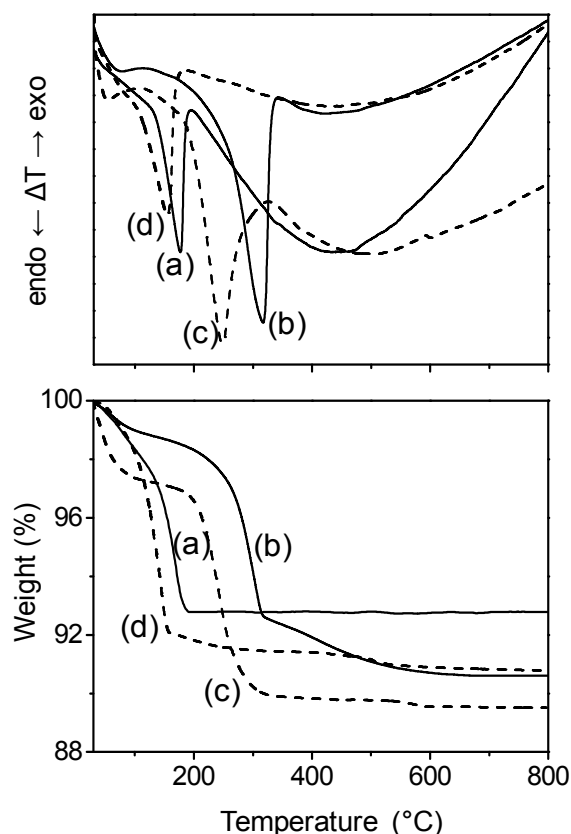 endo ← ΔT → exo
(d)
(a)
(c)
(b)
100
96
92
88
Weight (%)
(a)
(b)
(d)
(c)
200
400
600
800
Temperature (°C)